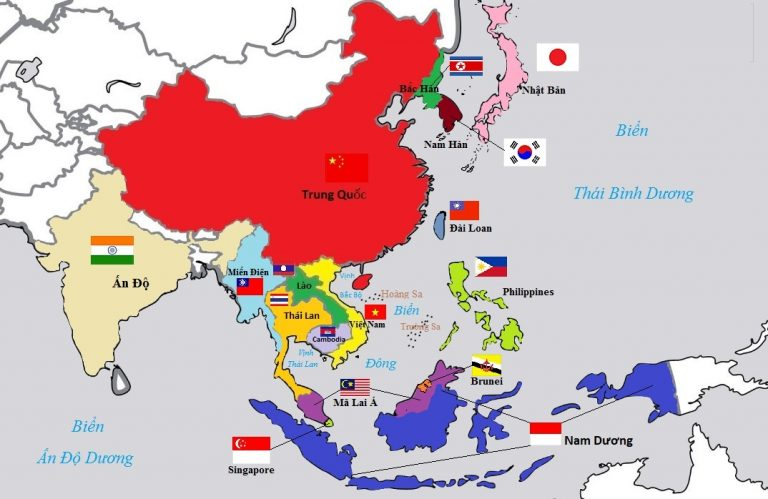 Bắc Hán
Nhật Bản
Biển
Nam Hán
Thái Bình Dương
Trung Quốc
Đài Loan
Ấn Độ
Miến Điện
Lào
Vịnh
Bắc Bộ
Hoàng Sa
Philippines
Thái Lan
Việt Nam
Biển
Trường Sa
Cambodia
Vịnh
Thái Lan
Đông
Brunei
Mã Lai Á
Biển
Ấn Độ Dương
Singapore
Nam Dương